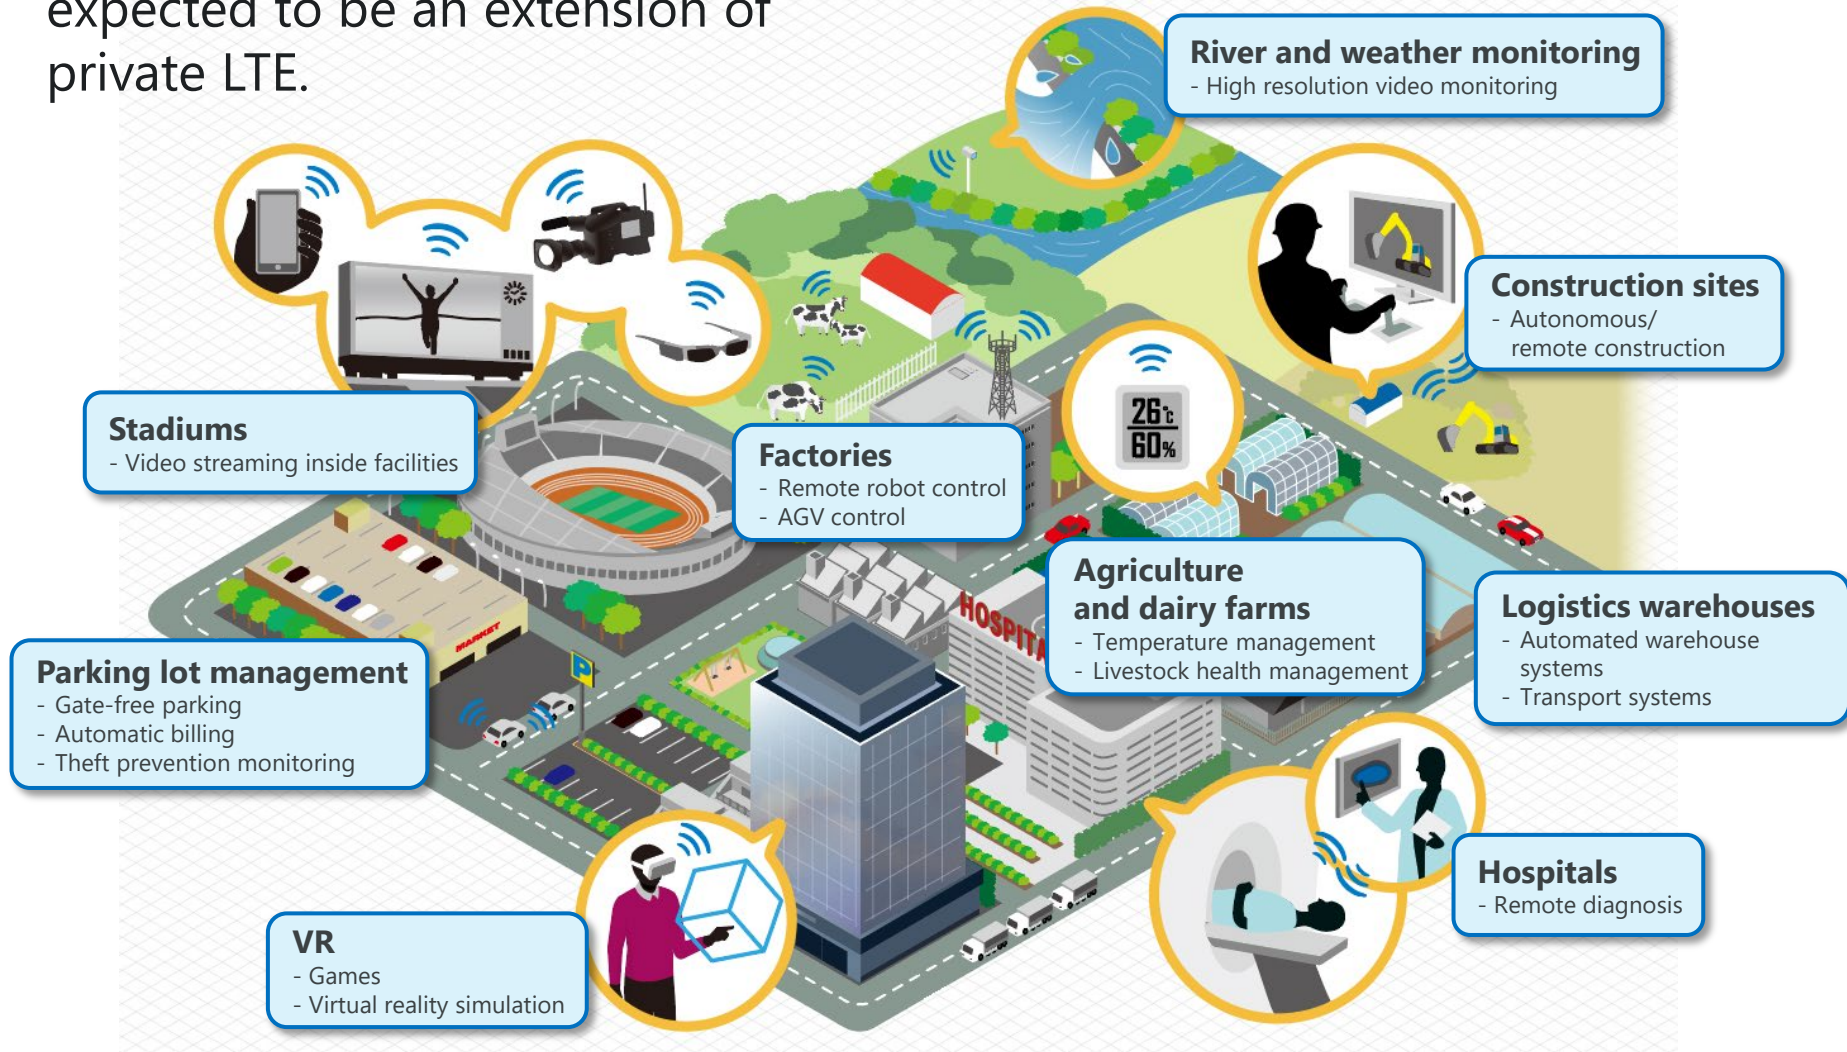 expected to be an extension of
private LTE.
River and weather monitoring
- High resolution video monitoring
Construction sites
- Autonomous/
remote construction
26℃
60%
Stadiums
- Video streaming inside facilities
Factories
- Remote robot control
- AGV control
Agriculture
and dairy farms
- Temperature management
- Livestock health management
Logistics warehouses
- Automated warehouse
systems
- Transport systems
HOSPITA
MARKET
P
Parking lot management
- Gate-free parking
- Automatic billing
- Theft prevention monitoring
Hospitals
- Remote diagnosis
VR
- Games
- Virtual reality simulation